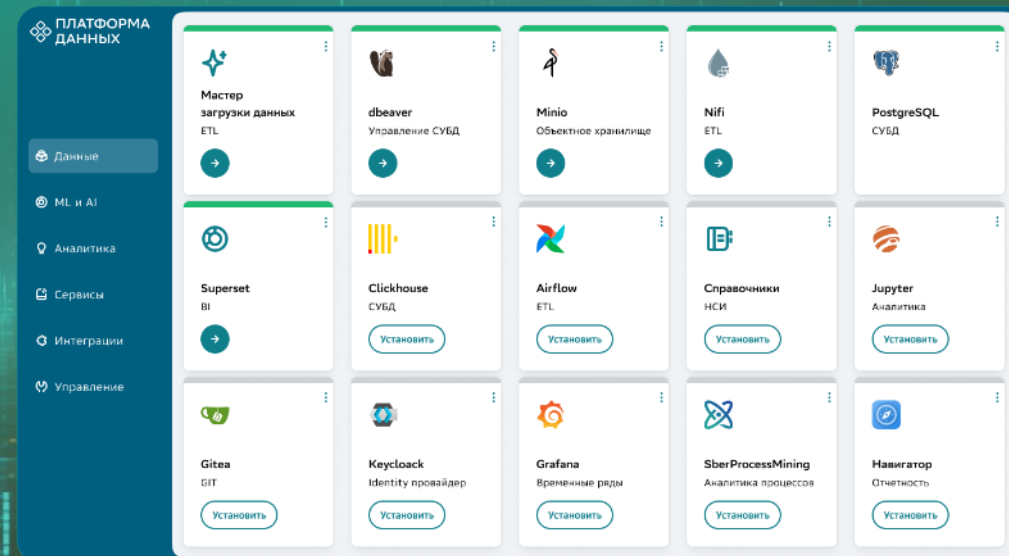 ПЛАТФОРМА
ДАННЫХ
Данные
ML и AI
Аналитика
Сервисы
Интеграции
Управление
Мастер
загрузки данных
ETL
dbeaver
Управление СУБД
Minio
Объектное хранилище
Nifi
ETL
PostgreSQL
СУБД
Superset
BI
Clickhouse
СУБД
Установить
Airflow
ETL
Установить
Справочники
НСИ
Установить
Jupyter
Аналитика
Установить
Gitea
GIT
Установить
Keycloack
Identity провайдер
Установить
Grafana
Временные ряды
Установить
SberProcessMining
Аналитика процессов
Установить
Навигатор
Отчетность
Установить